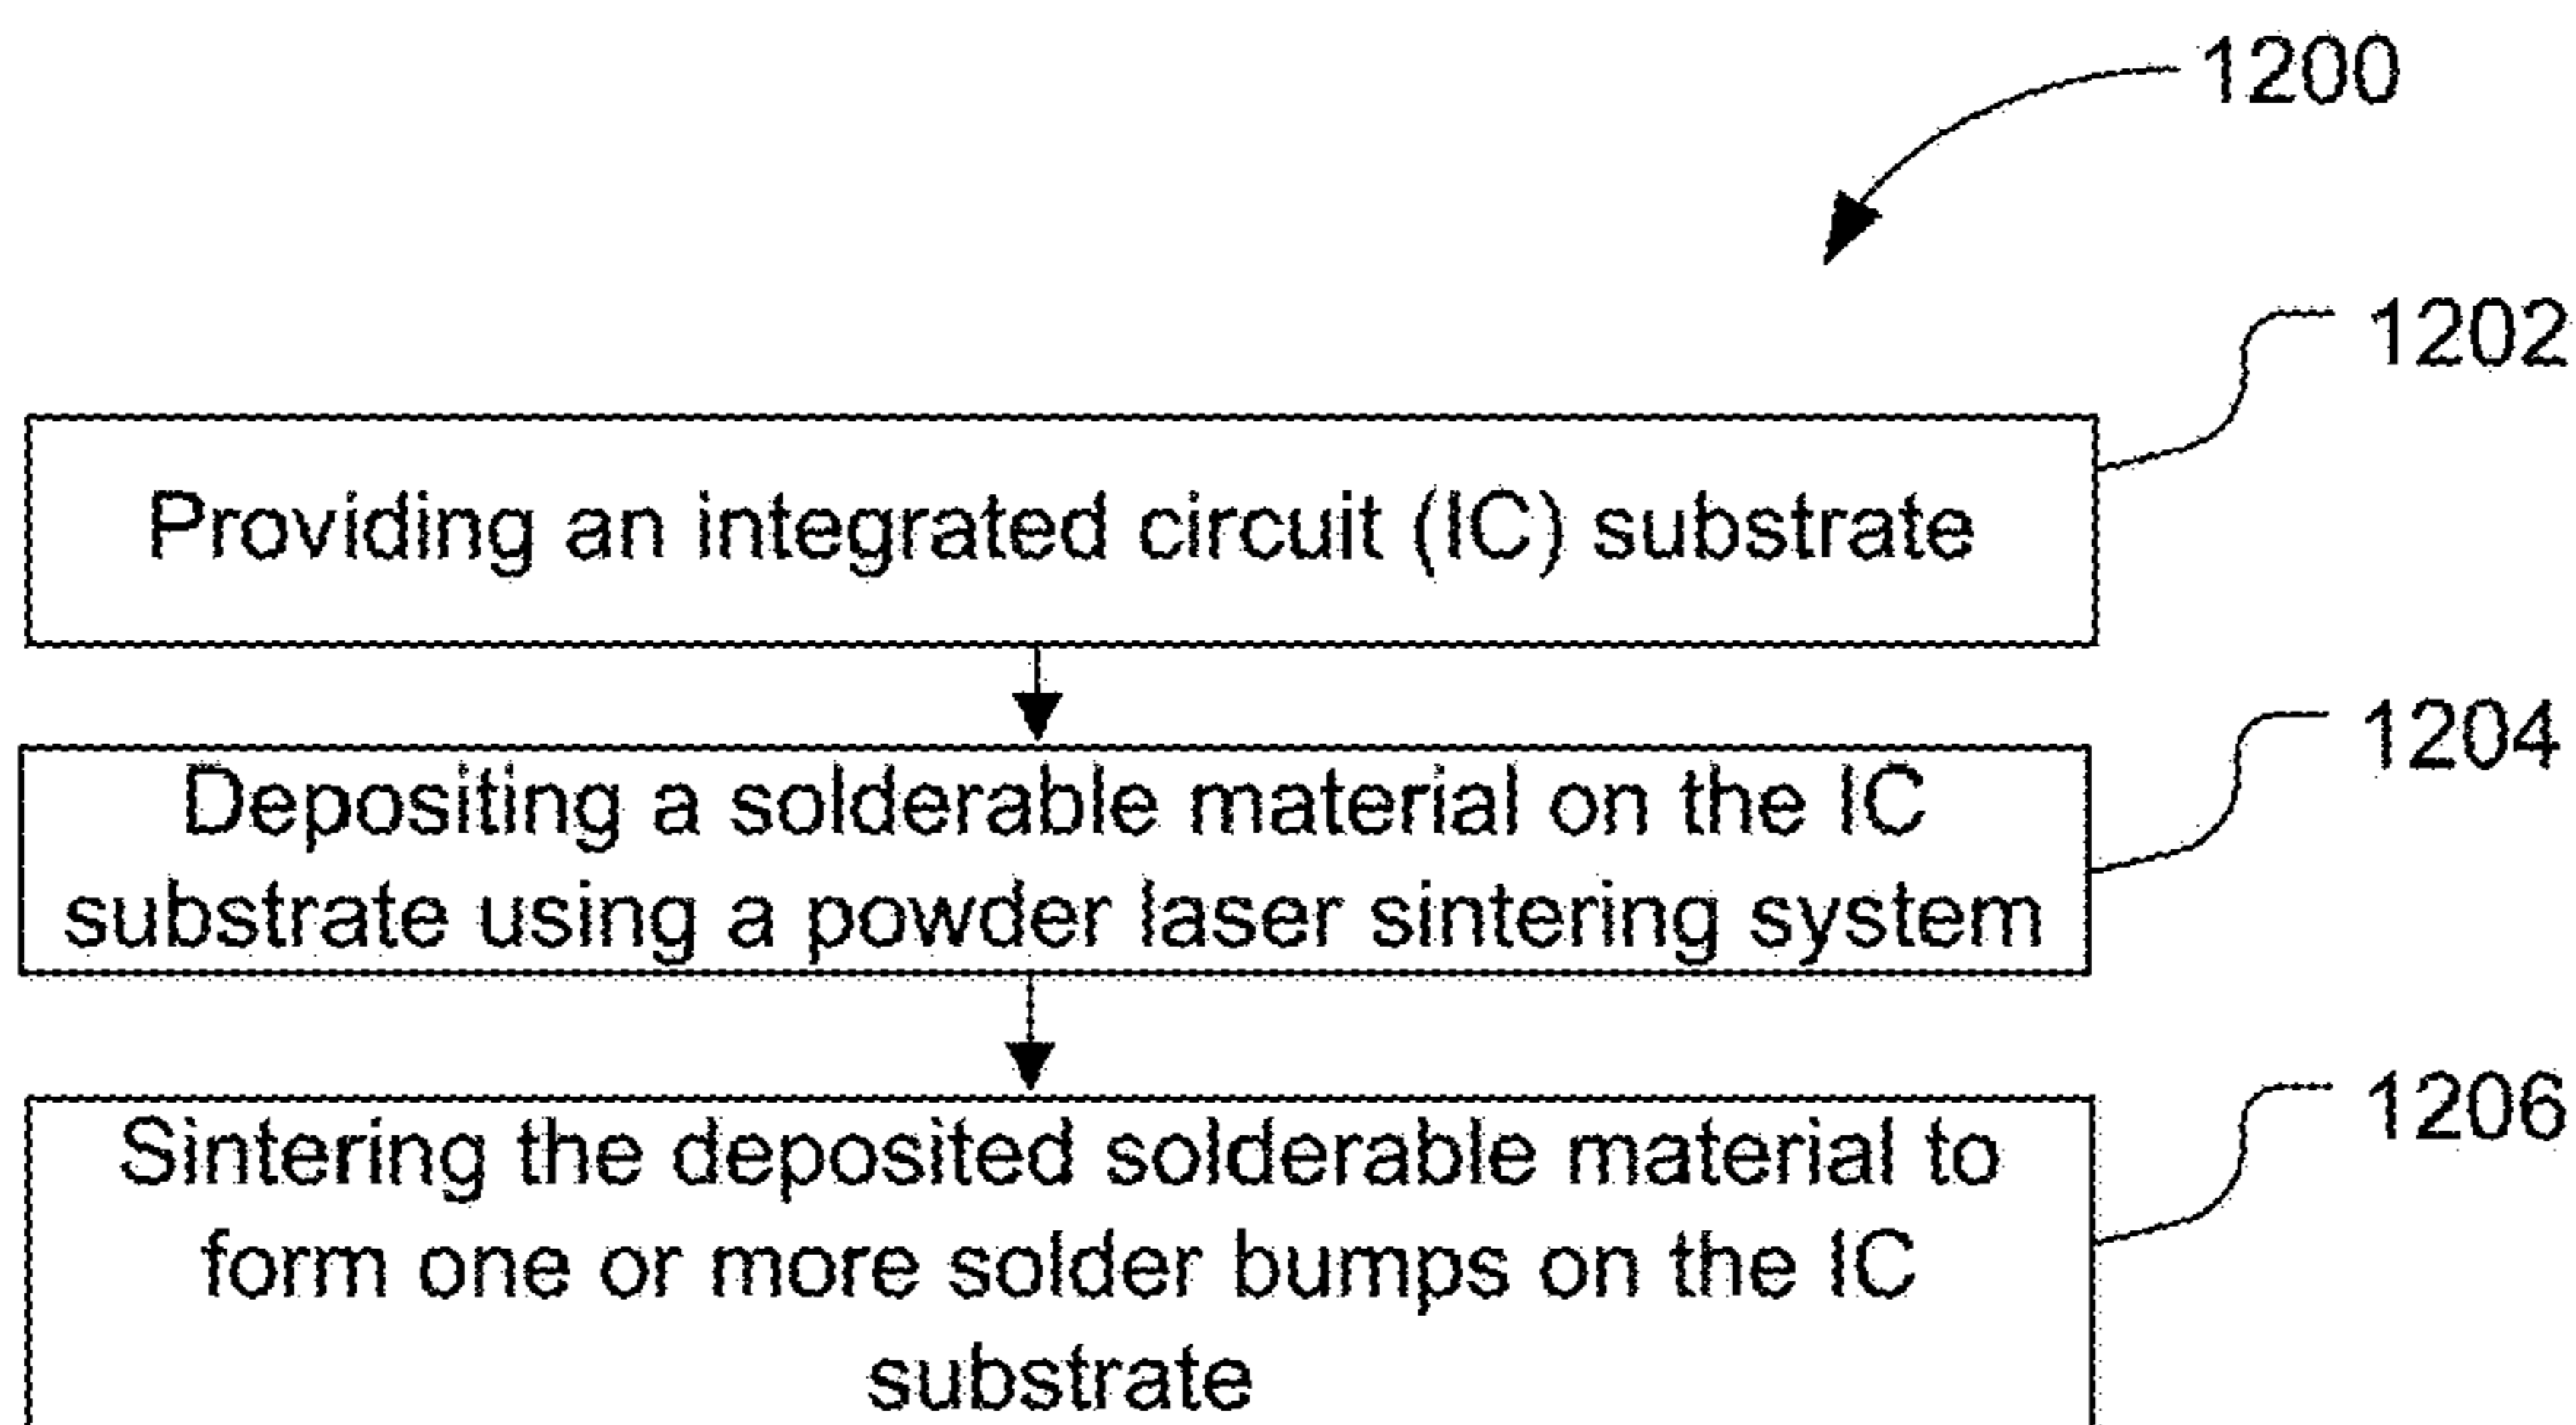 1200
1202
Providing an integrated circuit (IC) substrate
1204
Depositing a solderable material on the IC
substrate using a powder laser sintering system
1206
Sintering the deposited solderable material to
form one or more solder bumps on the IC
substrate